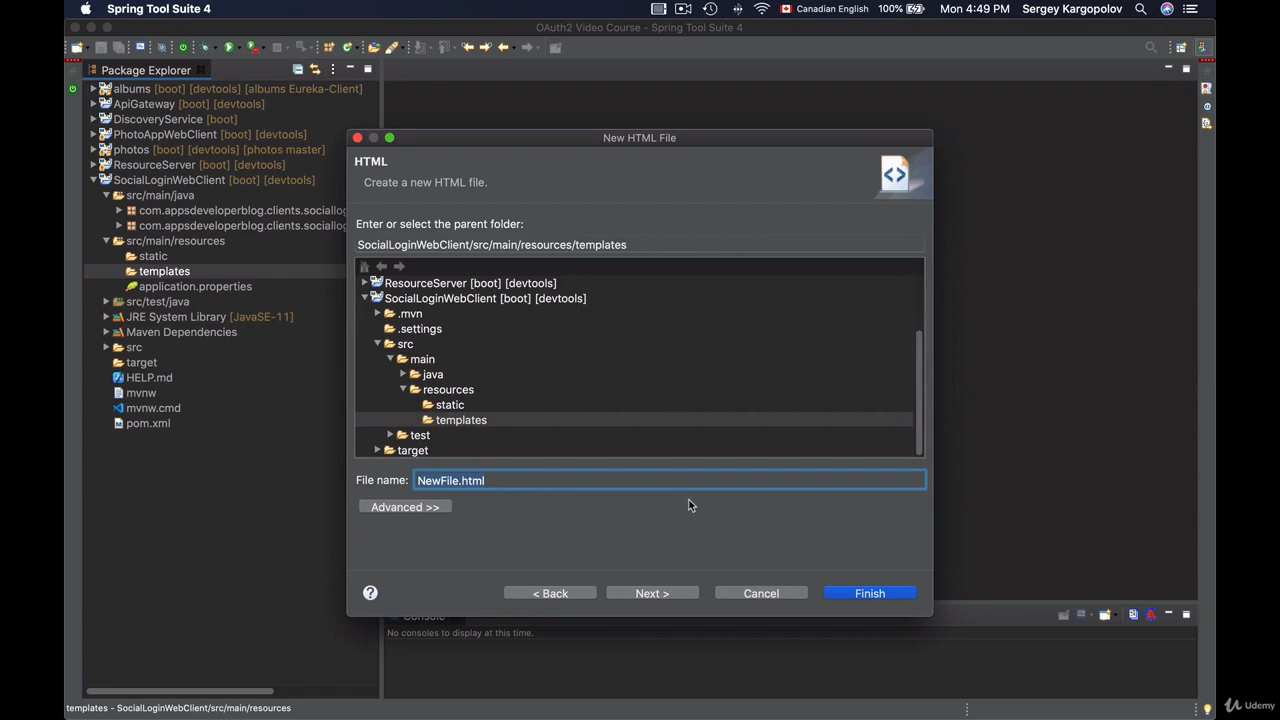 Spring Tool Suite 4
Canadian English
100%
Mon 4:49 PM
Sergey Kargopolov
OAuth2 Video Course - Spring Tool Suite 4
Package Explorer
albums [boot] [devtools] [albums Eureka-Client]
ApiGateway [boot] [devtools]
DiscoveryService [boot]
PhotoAppWebClient [boot] [devtools]
photos [boot] [devtools] [photos master]
ResourceServer [boot] [devtools]
SocialLoginWebClient [boot] [devtools]
src/main/java
com.appsdeveloperblog.clients.sociallog
com.appsdeveloperblog.clients.sociallog
src/main/resources
static
templates
application.properties
src/test/java
JRE System Library [JavaSE-11]
Maven Dependencies
src
target
HELP.md
mvnw
mvnw.cmd
pom.xml
New HTML File
HTML
Create a new HTML file.
Enter or select the parent folder:
SocialLoginWebClient/src/main/resources/templates
ResourceServer [boot] [devtools]
SocialLoginWebClient [boot] [devtools]
.mvn
.settings
src
main
java
resources
static
templates
test
target
File name: NewFile.html
Advanced >>
?
< Back
Next >
Cancel
Finish
Console
No consoles to display at this time.
templates - SocialLoginWebClient/src/main/resources
Udemy